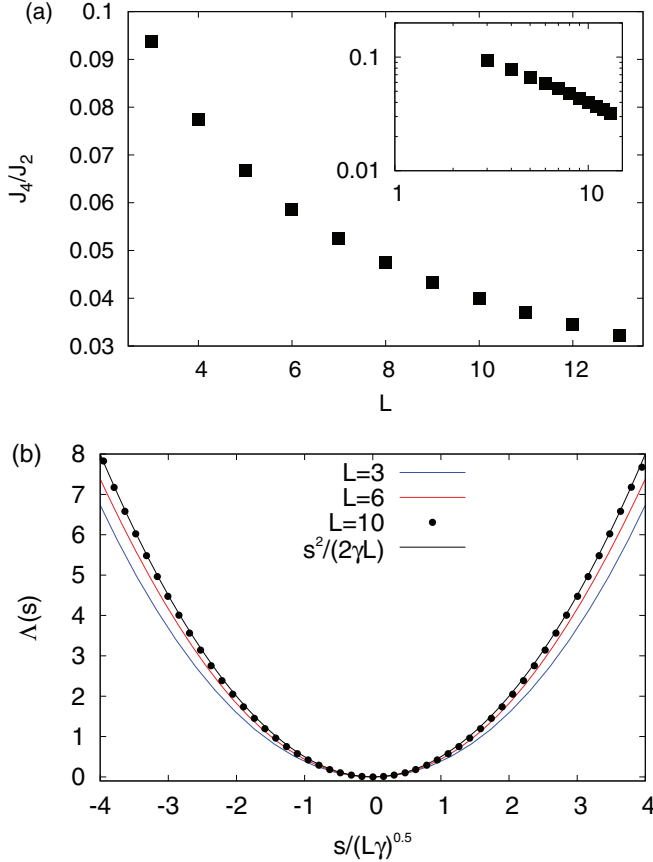 (a)
0.1
0.09
0.08
0.07
0.06
0.05
0.04
0.03
J₄/J₂
4 6 8 10 12
L
0.1
0.01
1 10
(b)
8
7
6
5
4
3
2
1
0
Λ(s)
-4 -3 -2 -1 0 1 2 3 4
s/(Lγ)⁰·⁵
L=3
L=6
L=10
s²/(2γL)